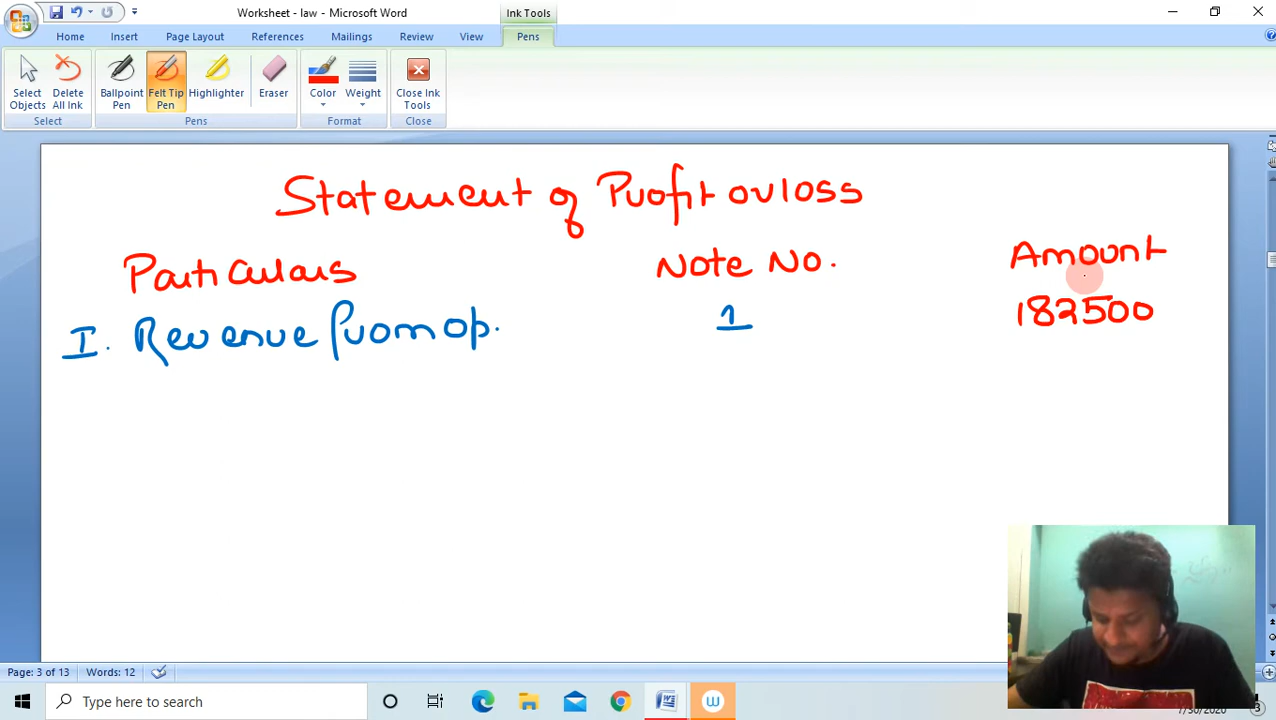 Worksheet - law - Microsoft Word
Ink Tools
Home Insert Page Layout References Mailings Review View Pens
Select Objects
Delete All Ink
Ballpoint Pen
Felt Tip Pen
Highlighter
Eraser
Color
Weight
Close Ink Tools
Select Pens Format Close
Statement of Profit or loss
Particulars Note No. Amount
I. Revenue from op. 1 182500
Page: 3 of 13 Words: 12
Type here to search
7/30/2020